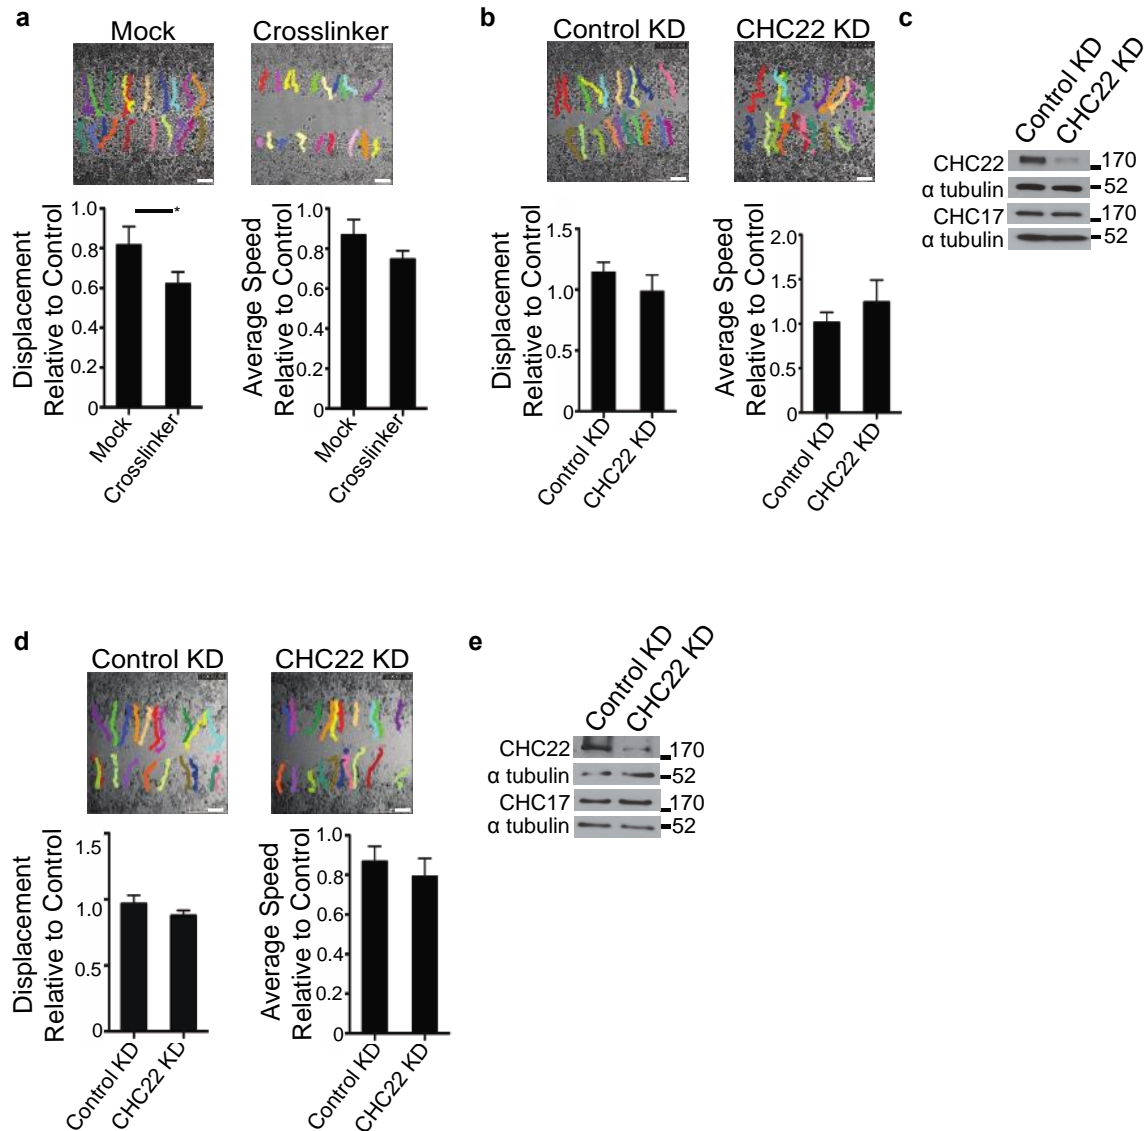 a
Mock
Crosslinker
Displacement
Relative to Control
1.0
0.8
0.6
0.4
0.2
0
*
Mock
Crosslinker
Average Speed
Relative to Control
1.0
0.8
0.6
0.4
0.2
0
Mock
Crosslinker
b
Control KD
CHC22 KD
Displacement
Relative to Control
1.5
1.0
0.5
0
Control KD
CHC22 KD
Average Speed
Relative to Control
2.0
1.5
1.0
0.5
0
Control KD
CHC22 KD
c
Control KD
CHC22 KD
CHC22 170
α tubulin 52
CHC17 170
α tubulin 52
d
Control KD
CHC22 KD
Displacement
Relative to Control
1.5
1.0
0.5
0
Control KD
CHC22 KD
Average Speed
Relative to Control
1.0
0.8
0.6
0.4
0.2
0
Control KD
CHC22 KD
e
Control KD
CHC22 KD
CHC22 170
α tubulin 52
CHC17 170
α tubulin 52